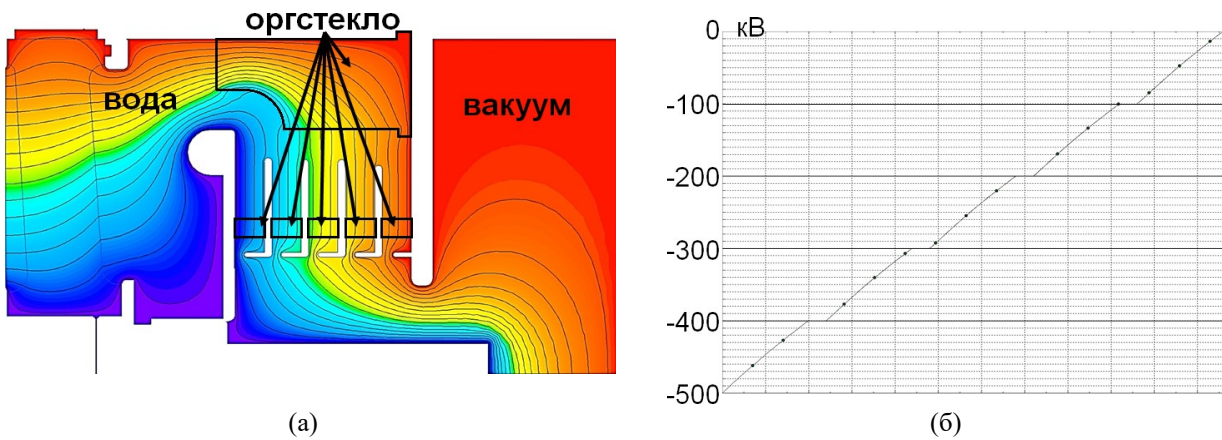 оргстекло
вода
вакуум
0 кВ
-100
-200
-300
-400
-500
(а)
(б)